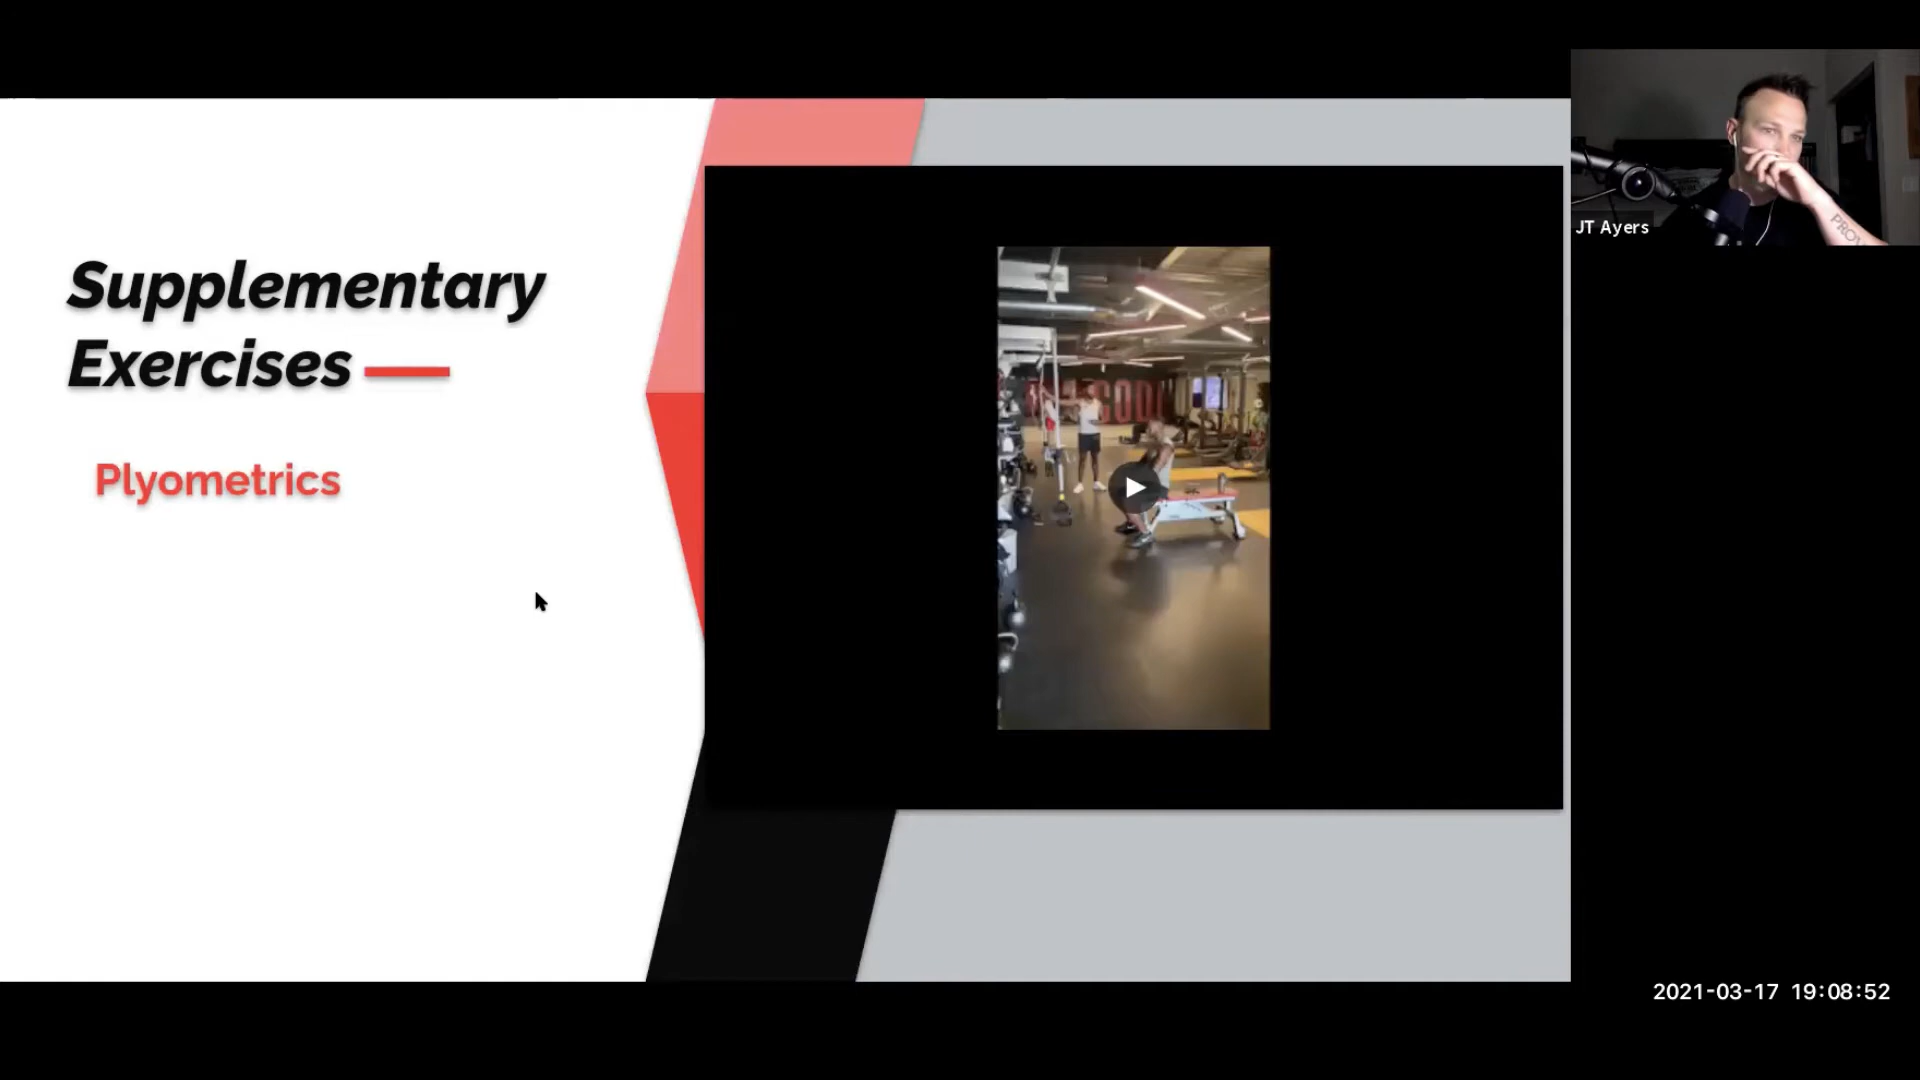 Supplementary
Exercises
Plyometrics
JT Ayers
2021-03-17 19:08:52